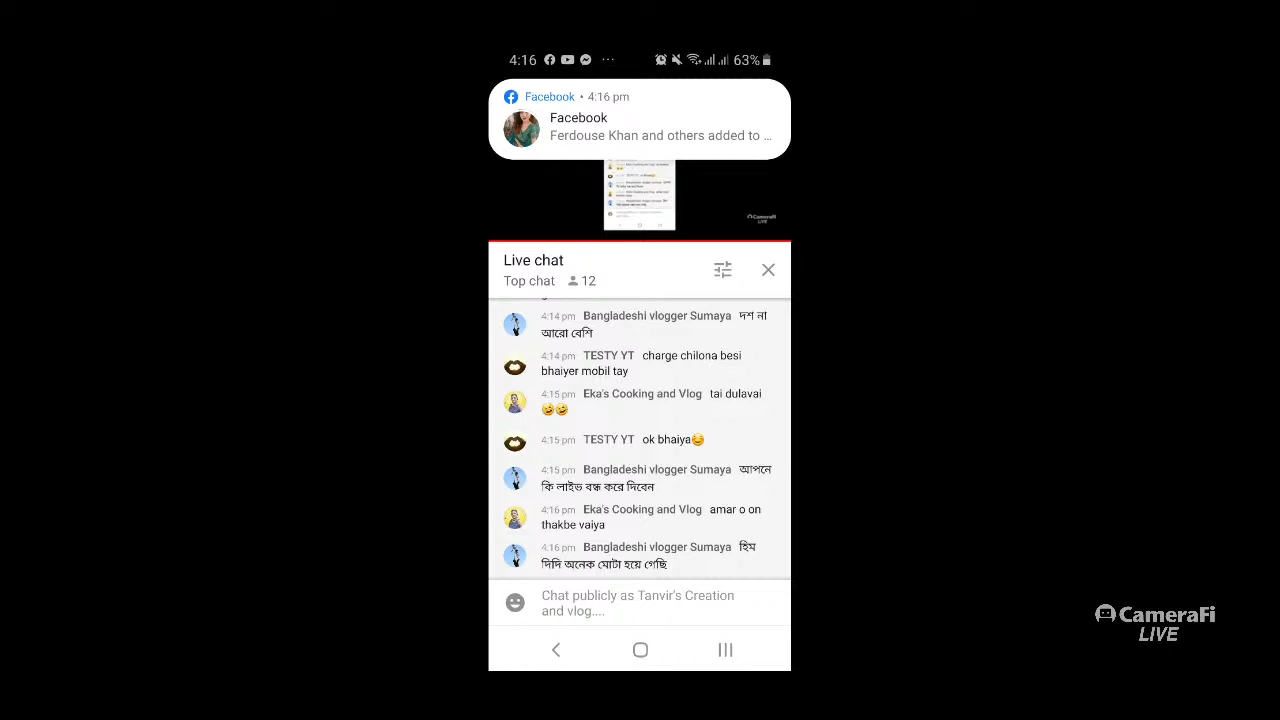 4:16 ··· 63%
Facebook • 4:16 pm
Facebook
Ferdouse Khan and others added to ...
CameraFi
LIVE
Live chat
Top chat 12
4:14 pm Bangladeshi vlogger Sumaya দশ না
আরো বেশি
4:14 pm TESTY YT charge chilona besi
bhaiyer mobil tay
4:15 pm Eka's Cooking and Vlog tai dulavai
🤣🤣
4:15 pm TESTY YT ok bhaiya😊
4:15 pm Bangladeshi vlogger Sumaya আপনে
কি লাইভ বন্ধ করে দিবেন
4:16 pm Eka's Cooking and Vlog amar o on
thakbe vaiya
4:16 pm Bangladeshi vlogger Sumaya হিম
দিদি অনেক মোটা হয়ে গেছি
Chat publicly as Tanvir's Creation
and vlog....
CameraFi
LIVE